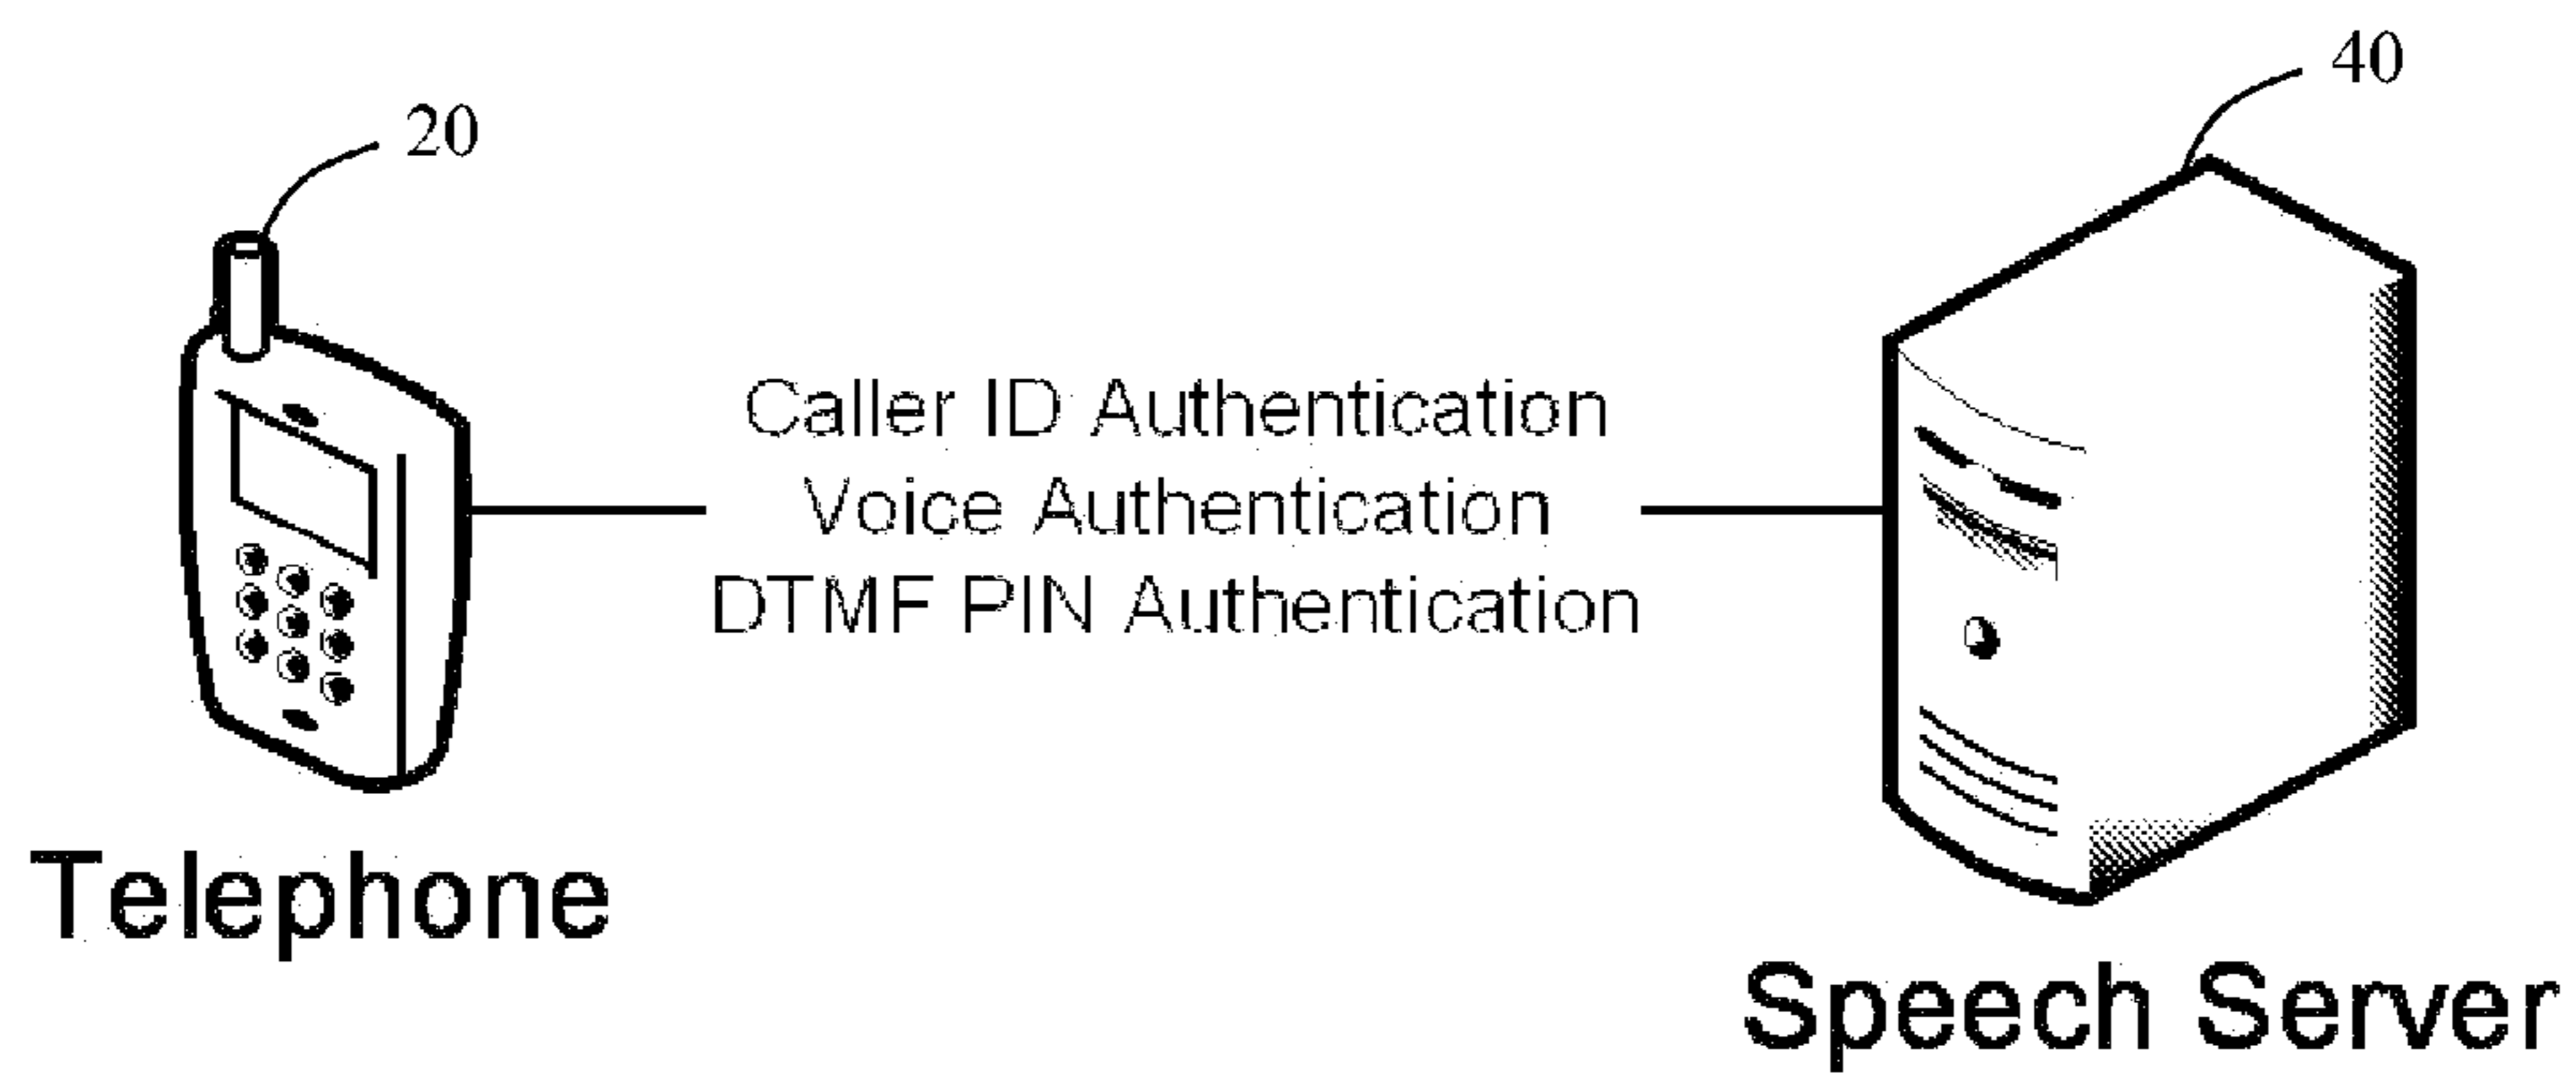 40
20
Caller ID Authentication
Voice Authentication
DTMF PIN Authentication
Telephone
Speech Server